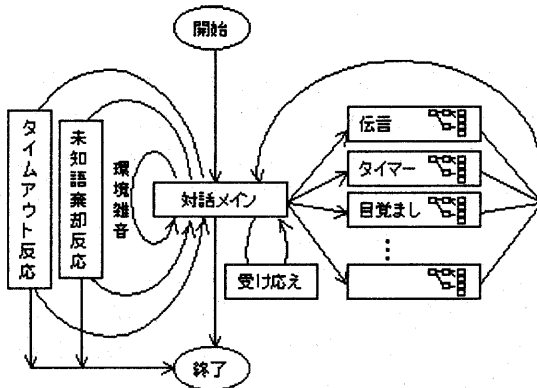 開始
タイムアウト反応
未知語棄却反応
環境雑音
対話メイン
受け応え
伝言
タイマー
目覚まし
終了